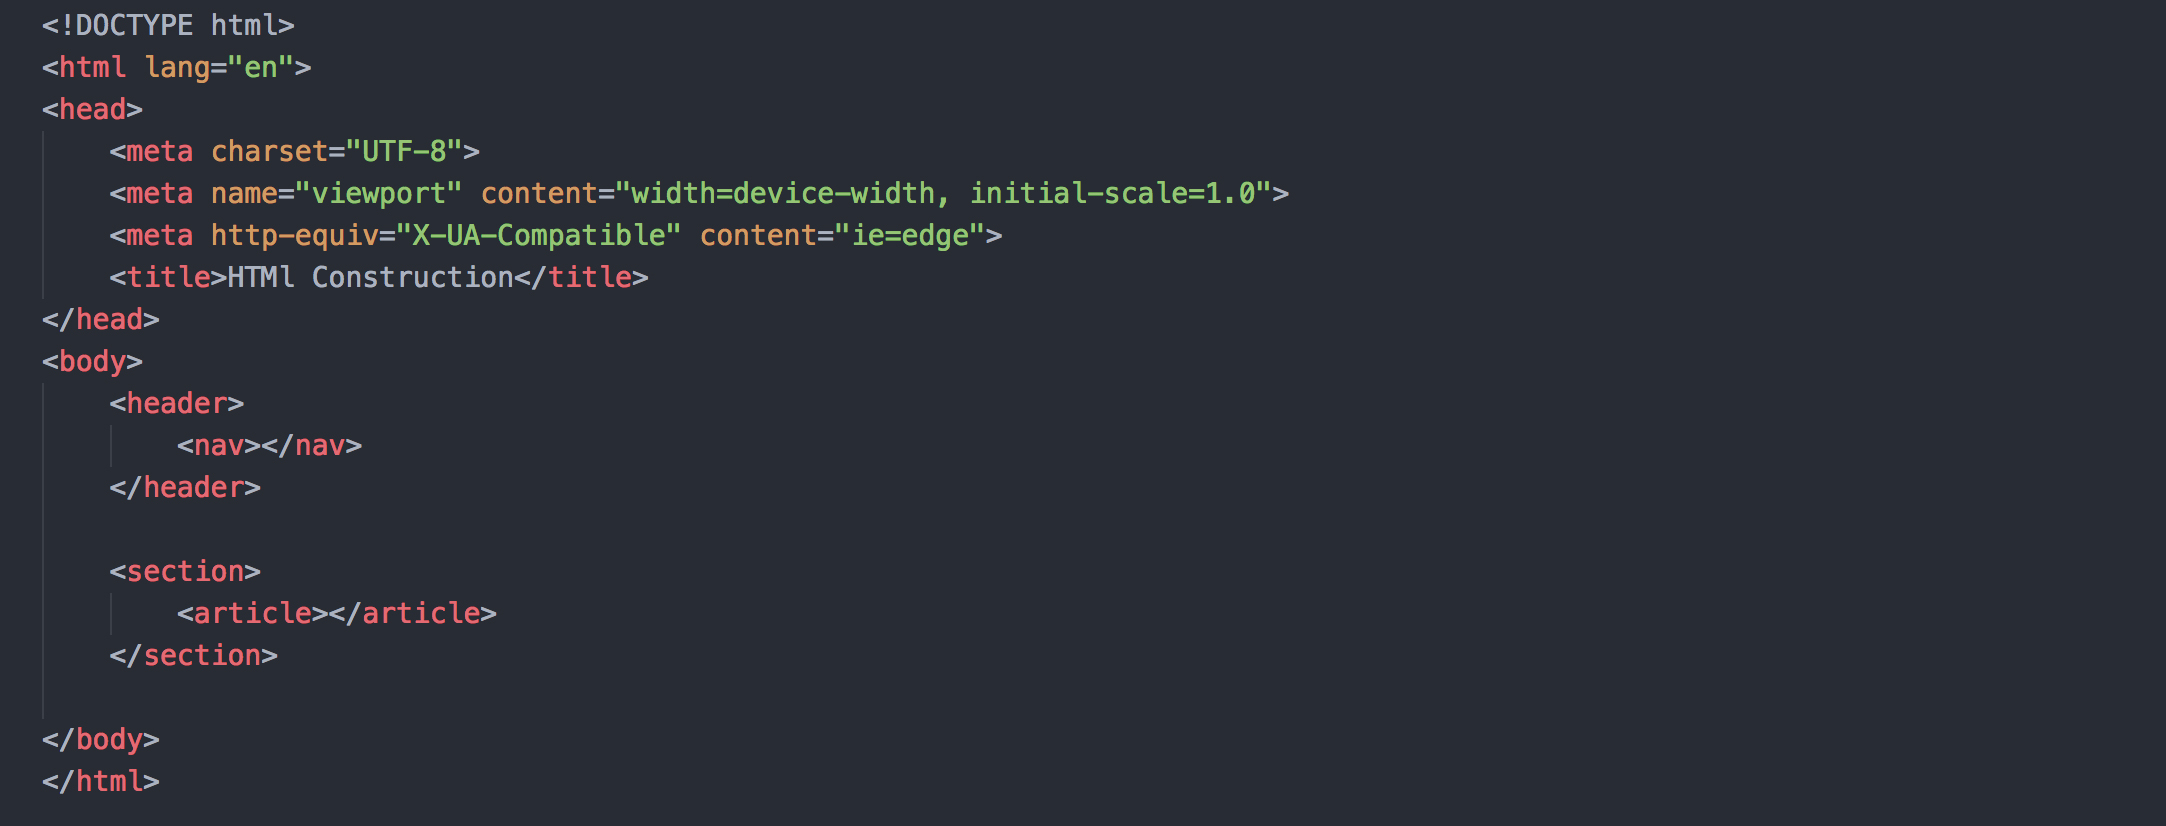 <!DOCTYPE html>
<html lang="en">
<head>
    <meta charset="UTF-8">
    <meta name="viewport" content="width=device-width, initial-scale=1.0">
    <meta http-equiv="X-UA-Compatible" content="ie=edge">
    <title>HTMl Construction</title>
</head>
<body>
    <header>
        <nav></nav>
    </header>

    <section>
        <article></article>
    </section>

</body>
</html>